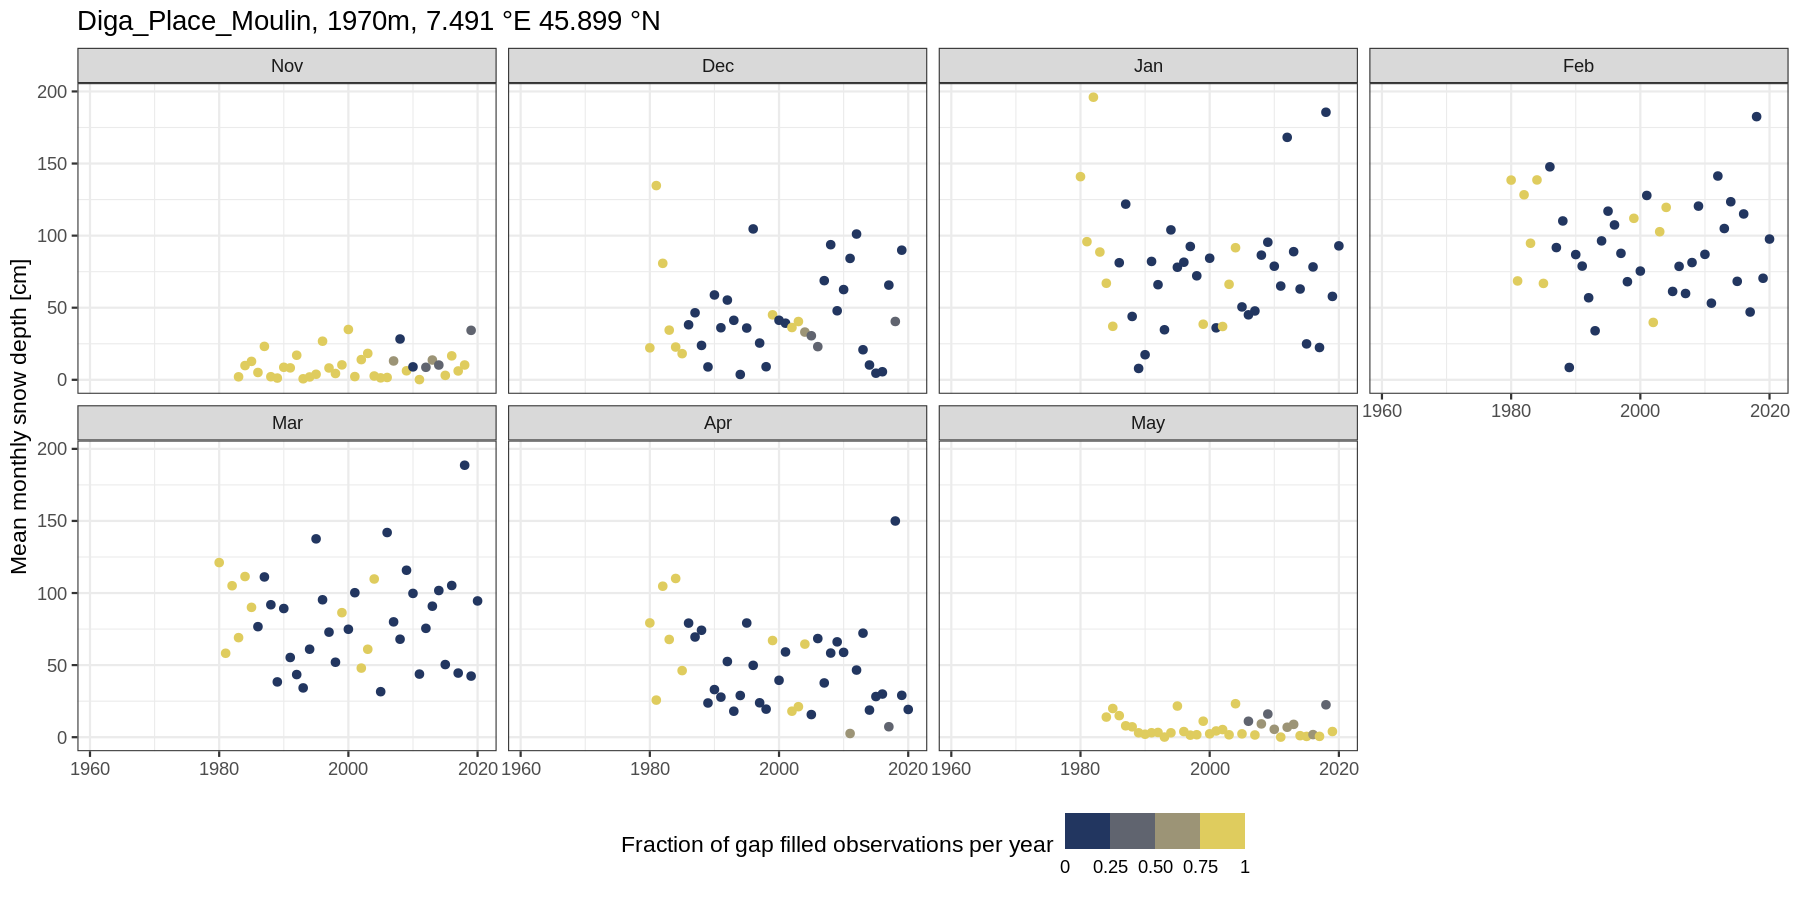 Diga_Place_Moulin, 1970m, 7.491 °E 45.899 °N
Nov Dec Jan Feb
200
150
100
50
0
1960 1980 2000 2020
Mean monthly snow depth [cm]
Mar Apr May
200
150
100
50
0
1960 1980 2000 2020 1960 1980 2000 2020 1960 1980 2000 2020
Fraction of gap filled observations per year
0 0.25 0.50 0.75 1